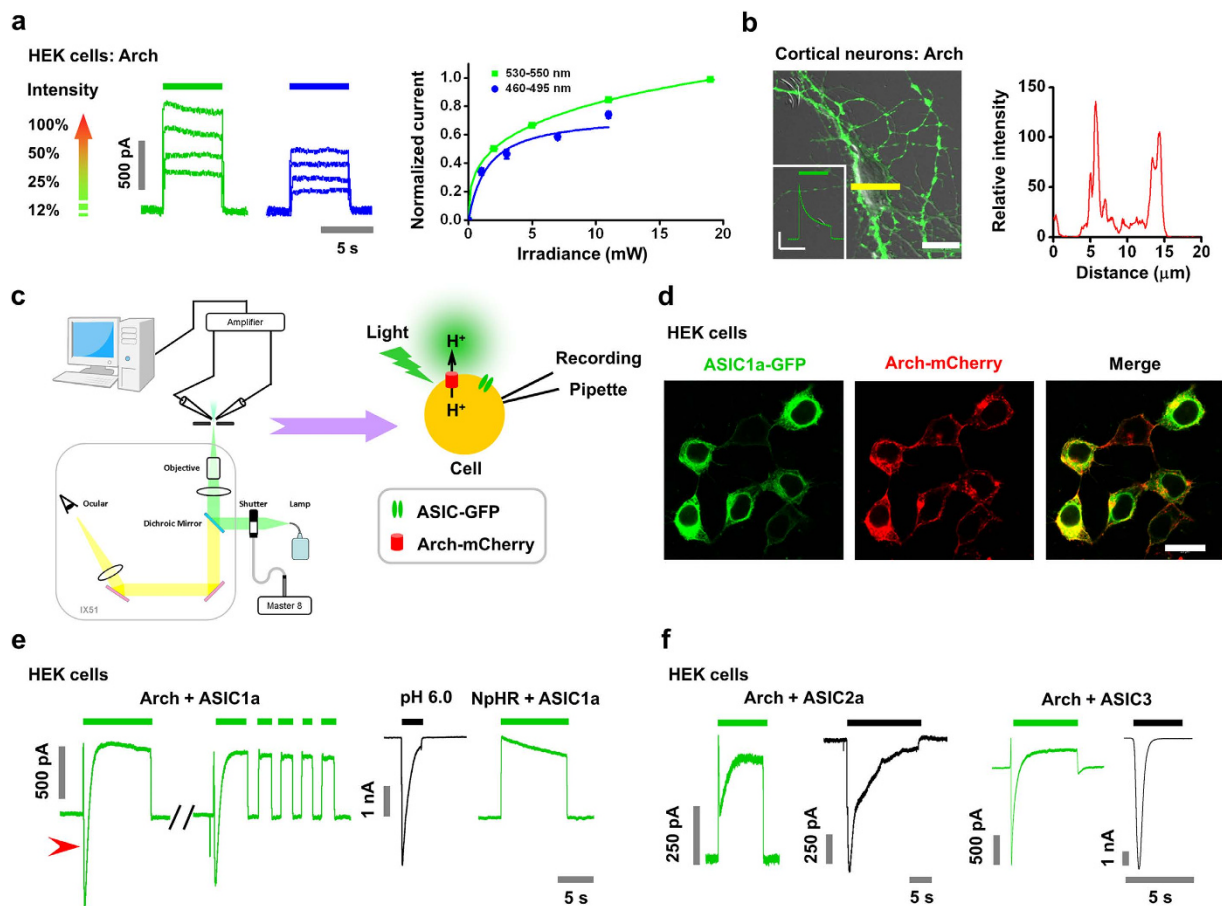 a
HEK cells: Arch
Intensity
100%
50%
25%
12%
500 pA
5 s
Normalized current
1.0
0.8
0.6
0.4
0.2
0.0
530-550 nm
460-495 nm
0 5 10 15 20
Irradiance (mW)
b
Cortical neurons: Arch
Relative intensity
150
100
50
0
0 5 10 15 20
Distance (μm)
c
Amplifier
Objective
Ocular
Shutter
Lamp
Dichroic Mirror
IX51
Master 8
Light
H+
H+
Recording
Pipette
Cell
ASIC-GFP
Arch-mCherry
d
HEK cells
ASIC1a-GFP Arch-mCherry Merge
e
HEK cells
Arch + ASIC1a
500 pA
pH 6.0
1 nA
NpHR + ASIC1a
5 s
f
HEK cells
Arch + ASIC2a
250 pA
250 pA
5 s
Arch + ASIC3
500 pA
1 nA
5 s